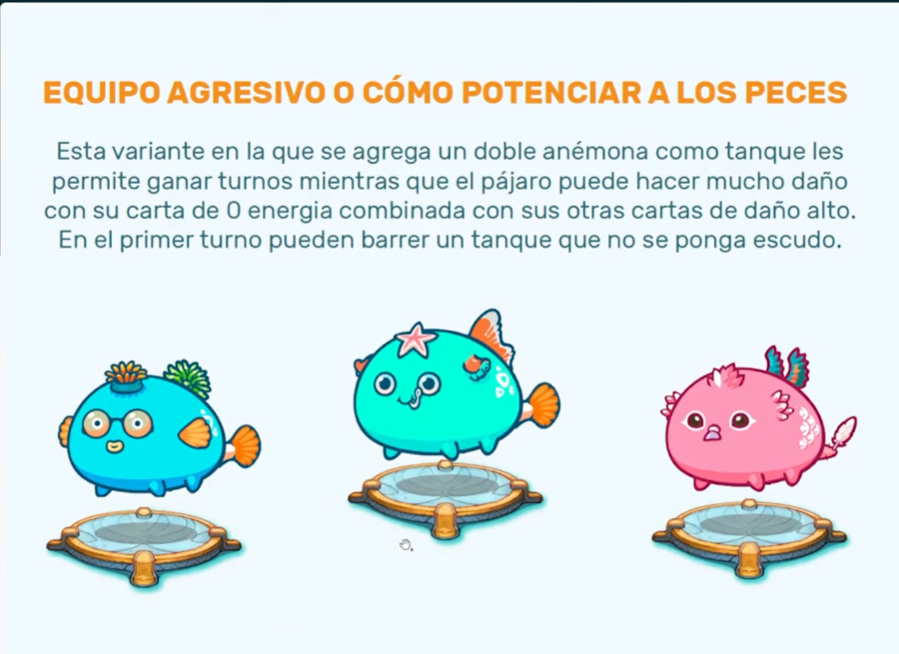 EQUIPO AGRESIVO O CÓMO POTENCIAR A LOS PECES
Esta variante en la que se agrega un doble anémona como tanque les
permite ganar turnos mientras que el pájaro puede hacer mucho daño
con su carta de 0 energia combinada con sus otras cartas de daño alto.
En el primer turno pueden barrer un tanque que no se ponga escudo.